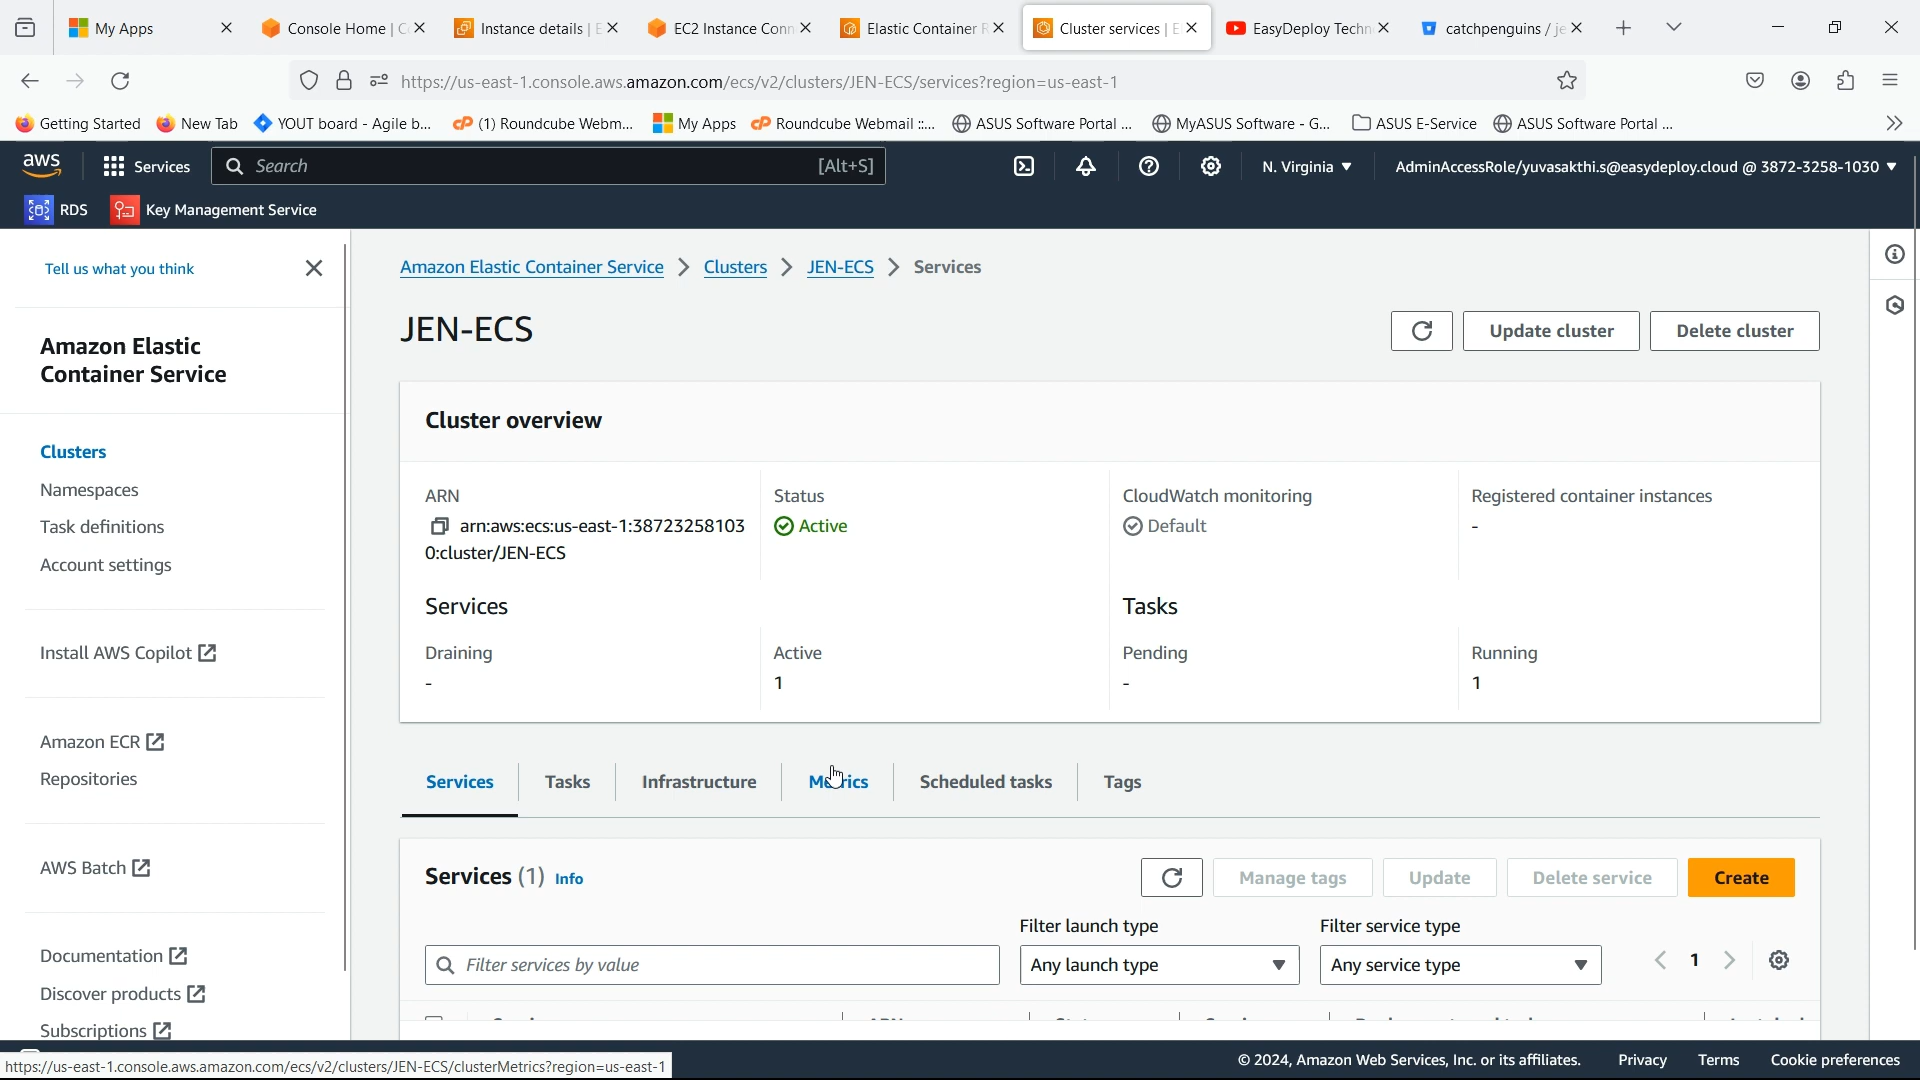 My Apps
Console Home | C
Instance details | E
EC2 Instance Conn
Elastic Container R
Cluster services | E
EasyDeploy Techn
catchpenguins / je
https://us-east-1.console.aws.amazon.com/ecs/v2/clusters/JEN-ECS/services?region=us-east-1
Getting Started
New Tab
YOUT board - Agile b...
(1) Roundcube Webm...
My Apps
Roundcube Webmail ::...
ASUS Software Portal ...
MyASUS Software - G...
ASUS E-Service
ASUS Software Portal ...
aws
Services
Search
[Alt+S]
N. Virginia
AdminAccessRole/yuvasakthi.s@easydeploy.cloud @ 3872-3258-1030
RDS
Key Management Service
Tell us what you think
Amazon Elastic
Container Service
Clusters
Namespaces
Task definitions
Account settings
Install AWS Copilot
Amazon ECR
Repositories
AWS Batch
Documentation
Discover products
Subscriptions
Amazon Elastic Container Service
Clusters
JEN-ECS
Services
JEN-ECS
Update cluster
Delete cluster
Cluster overview
ARN
arn:aws:ecs:us-east-1:38723258103
0:cluster/JEN-ECS
Status
Active
CloudWatch monitoring
Default
Registered container instances
-
Services
Tasks
Draining
-
Active
1
Pending
-
Running
1
Services
Tasks
Infrastructure
Metrics
Scheduled tasks
Tags
Services (1) Info
Manage tags
Update
Delete service
Create
Filter launch type
Filter service type
Filter services by value
Any launch type
Any service type
1
https://us-east-1.console.aws.amazon.com/ecs/v2/clusters/JEN-ECS/clusterMetrics?region=us-east-1
© 2024, Amazon Web Services, Inc. or its affiliates.
Privacy
Terms
Cookie preferences